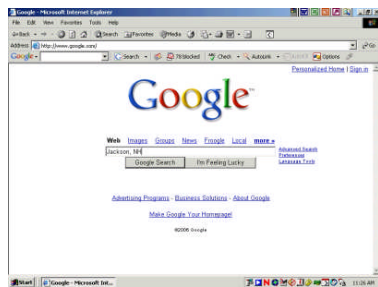 Google - Microsoft Internet Explorer
File Edit View Favorites Tools Help
Back Search Favorites Media
Address http://www.google.com/ Go
Google Search blocked Check AutoLink Options
Personalized Home | Sign in
Google
Web Images Groups News Froogle Local more »
Jackson, NH
Advanced Search
Preferences
Language Tools
Google Search I'm Feeling Lucky
Advertising Programs - Business Solutions - About Google
Make Google Your Homepage!
©2006 Google
Start Google - Microsoft Int... 11:26 AM